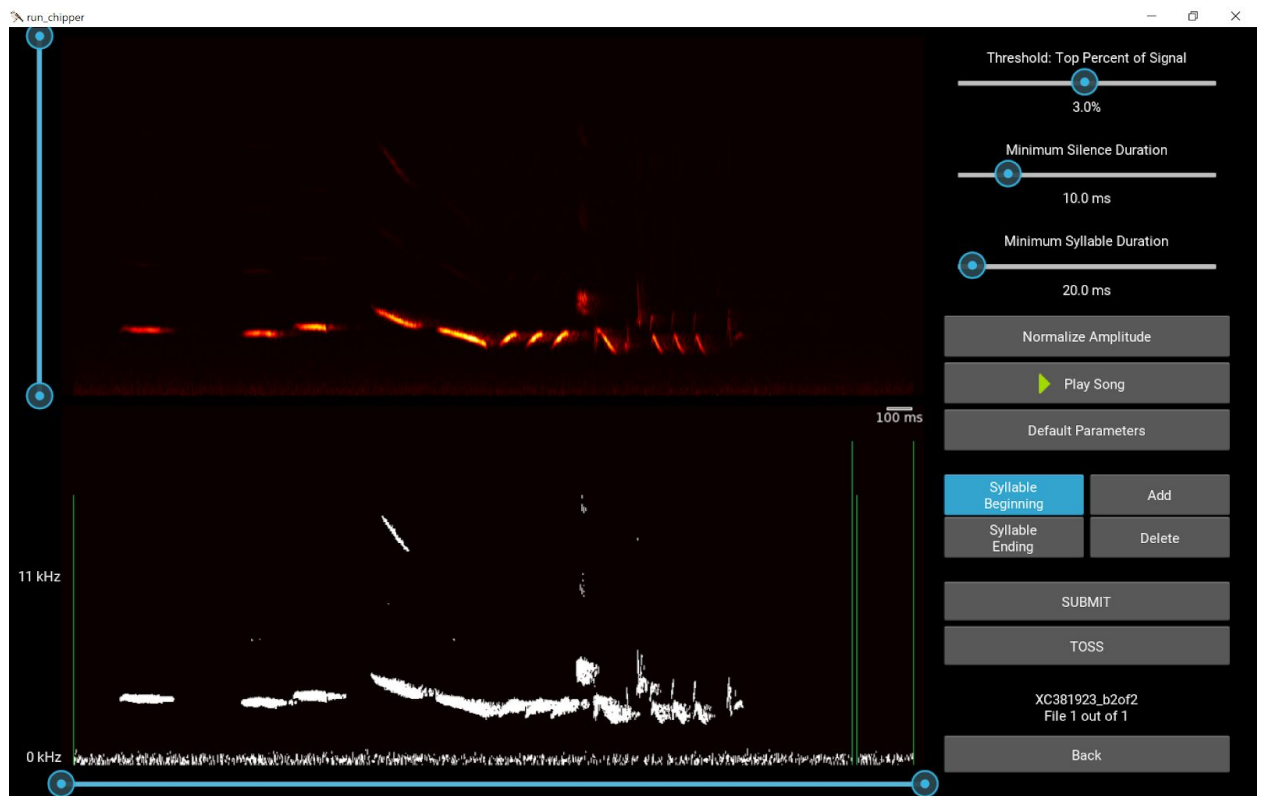 run_chipper
Threshold: Top Percent of Signal
3.0%
Minimum Silence Duration
10.0 ms
Minimum Syllable Duration
20.0 ms
Normalize Amplitude
Play Song
Default Parameters
100 ms
Syllable
Beginning
Add
Syllable
Ending
Delete
11 kHz
SUBMIT
TOSS
XC381923_b2of2
File 1 out of 1
0 kHz
Back